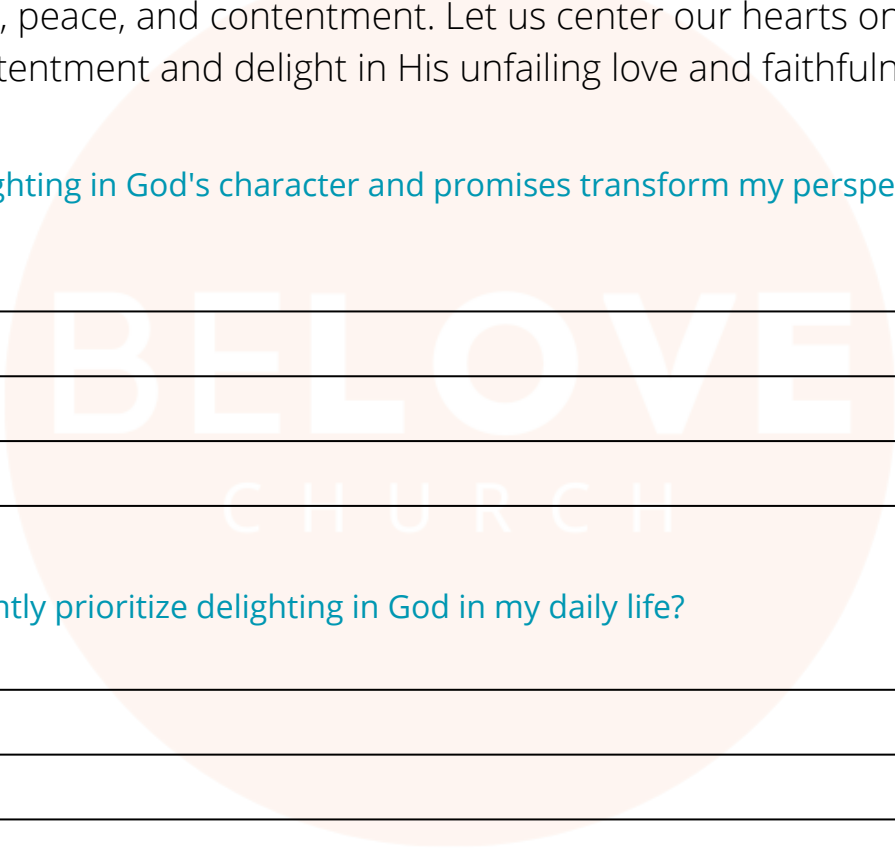 , peace, and contentment. Let us center our hearts on
tentment and delight in His unfailing love and faithfuln
ghting in God's character and promises transform my perspe
BELOVE
CHURCH
ntly prioritize delighting in God in my daily life?